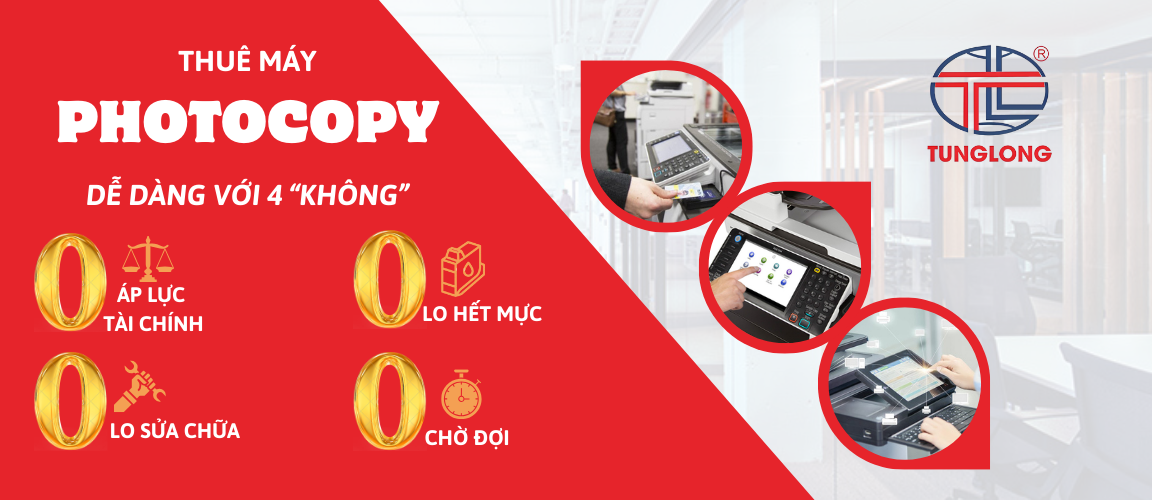 THUÊ MÁY
PHOTOCOPY
DỄ DÀNG VỚI 4 “KHÔNG”
0 ÁP LỰC
TÀI CHÍNH
0 LO HẾT MỰC
0 LO SỬA CHỮA
0 CHỜ ĐỢI
®
TUNGLONG